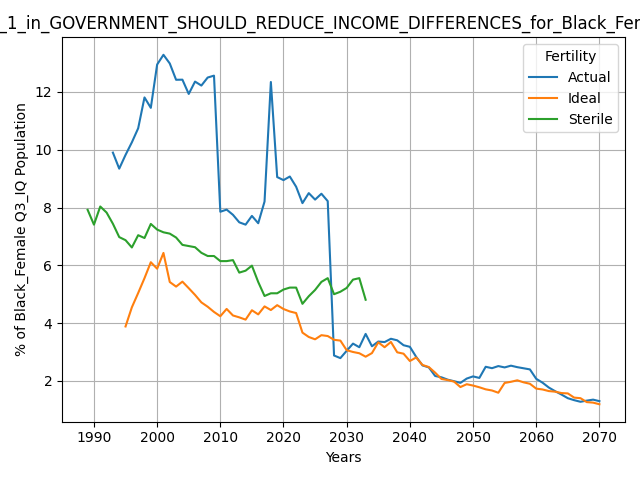 _1_in_GOVERNMENT_SHOULD_REDUCE_INCOME_DIFFERENCES_for_Black_Fer
Fertility
Actual
Ideal
Sterile
% of Black_Female Q3_IQ Population
12
10
8
6
4
2
1990 2000 2010 2020 2030 2040 2050 2060 2070
Years